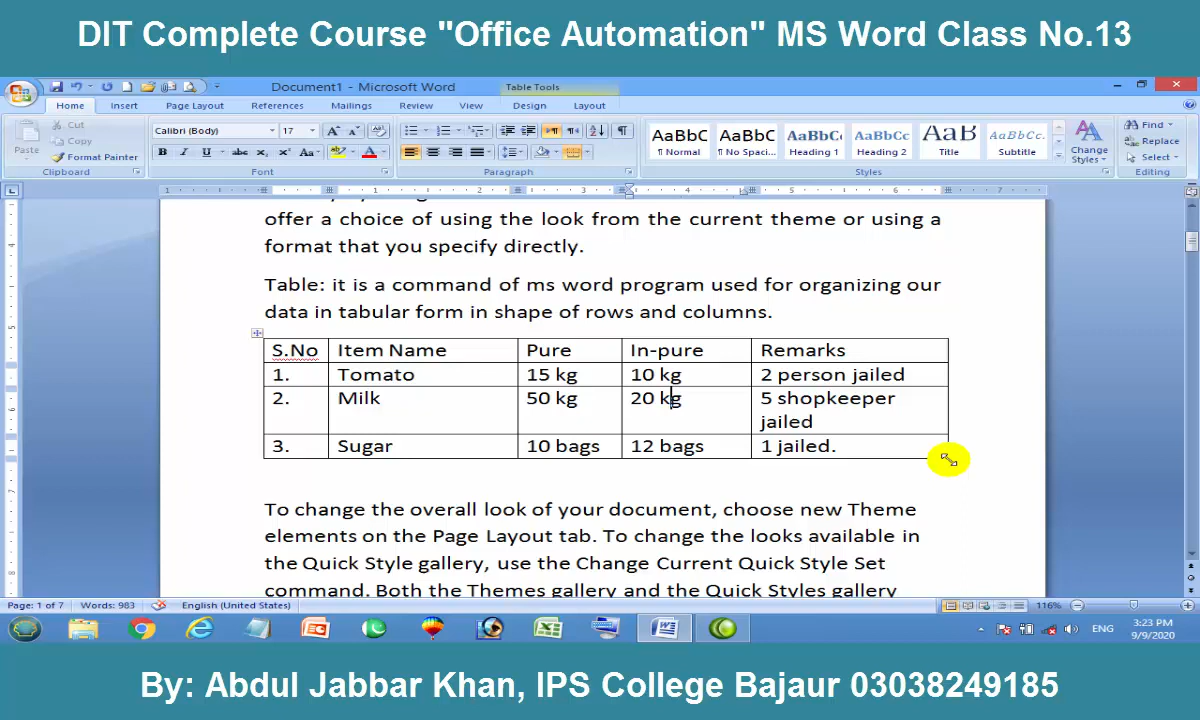 DIT Complete Course "Office Automation" MS Word Class No.13
Document1 - Microsoft Word
Table Tools
Home Insert Page Layout References Mailings Review View Design Layout
Paste
Cut
Copy
Format Painter
Clipboard
Calibri (Body) 17
Font
Paragraph
AaBbC AaBbC AaBbC AaBbC AaB AaBbCc.
¶ Normal ¶ No Spaci... Heading 1 Heading 2 Title Subtitle
Change Styles
Styles
Find
Replace
Select
Editing
offer a choice of using the look from the current theme or using a
format that you specify directly.
Table: it is a command of ms word program used for organizing our
data in tabular form in shape of rows and columns.
S.No Item Name Pure In-pure Remarks
1. Tomato 15 kg 10 kg 2 person jailed
2. Milk 50 kg 20 kg 5 shopkeeper
jailed
3. Sugar 10 bags 12 bags 1 jailed.
To change the overall look of your document, choose new Theme
elements on the Page Layout tab. To change the looks available in
the Quick Style gallery, use the Change Current Quick Style Set
command. Both the Themes gallery and the Quick Styles gallery
Page: 1 of 7 Words: 983 English (United States) 116%
ENG
3:23 PM
9/9/2020
By: Abdul Jabbar Khan, IPS College Bajaur 03038249185